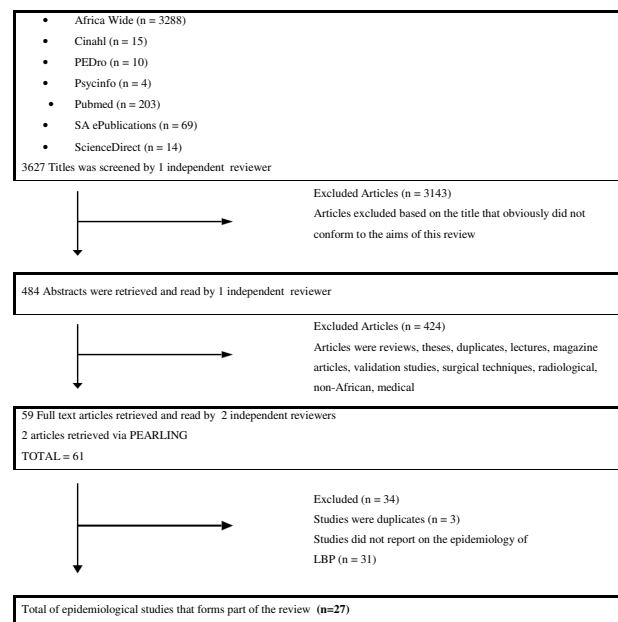 • Africa Wide (n = 3288)
• Cinahl (n = 15)
• PEDro (n = 10)
• Psycinfo (n = 4)
• Pubmed (n = 203)
• SA ePublications (n = 69)
• ScienceDirect (n = 14)
3627 Titles was screened by 1 independent reviewer
Excluded Articles (n = 3143)
Articles excluded based on the title that obviously did not
conform to the aims of this review
484 Abstracts were retrieved and read by 1 independent reviewer
Excluded Articles (n = 424)
Articles were reviews, theses, duplicates, lectures, magazine
articles, validation studies, surgical techniques, radiological,
non-African, medical
59 Full text articles retrieved and read by 2 independent reviewers
2 articles retrieved via PEARLING
TOTAL = 61
Excluded (n = 34)
Studies were duplicates (n = 3)
Studies did not report on the epidemiology of
LBP (n = 31)
Total of epidemiological studies that forms part of the review (n=27)